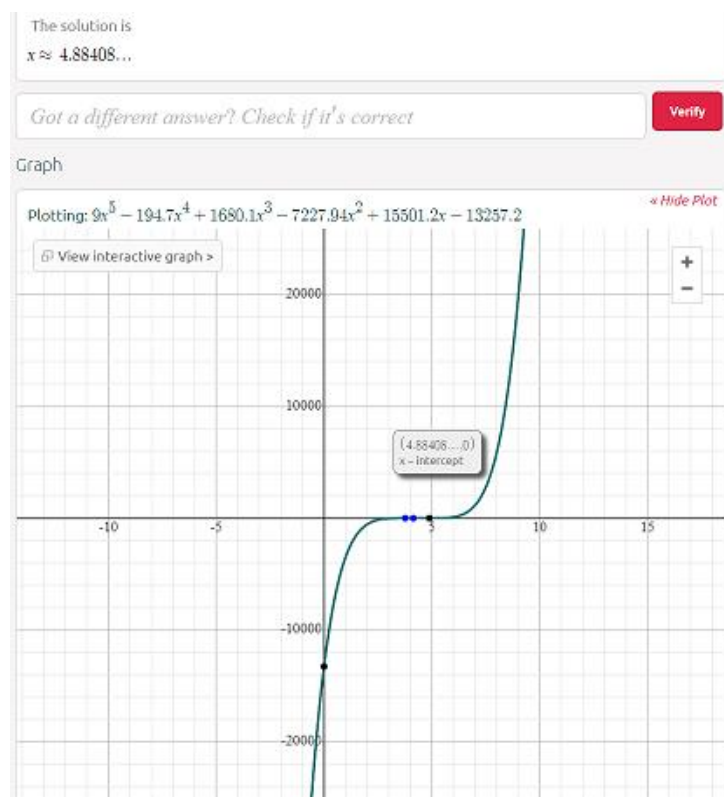 The solution is
x ≈ 4.88408...
Got a different answer? Check if it's correct
Verify
Graph
« Hide Plot
Plotting: 9x⁵ − 194.7x⁴ + 1680.1x³ − 7227.94x² + 15501.2x − 13257.2
View interactive graph >
+
−
20000
10000
(4.88408...,0)
x - intercept
-10
-5
5
10
15
-10000
-20000